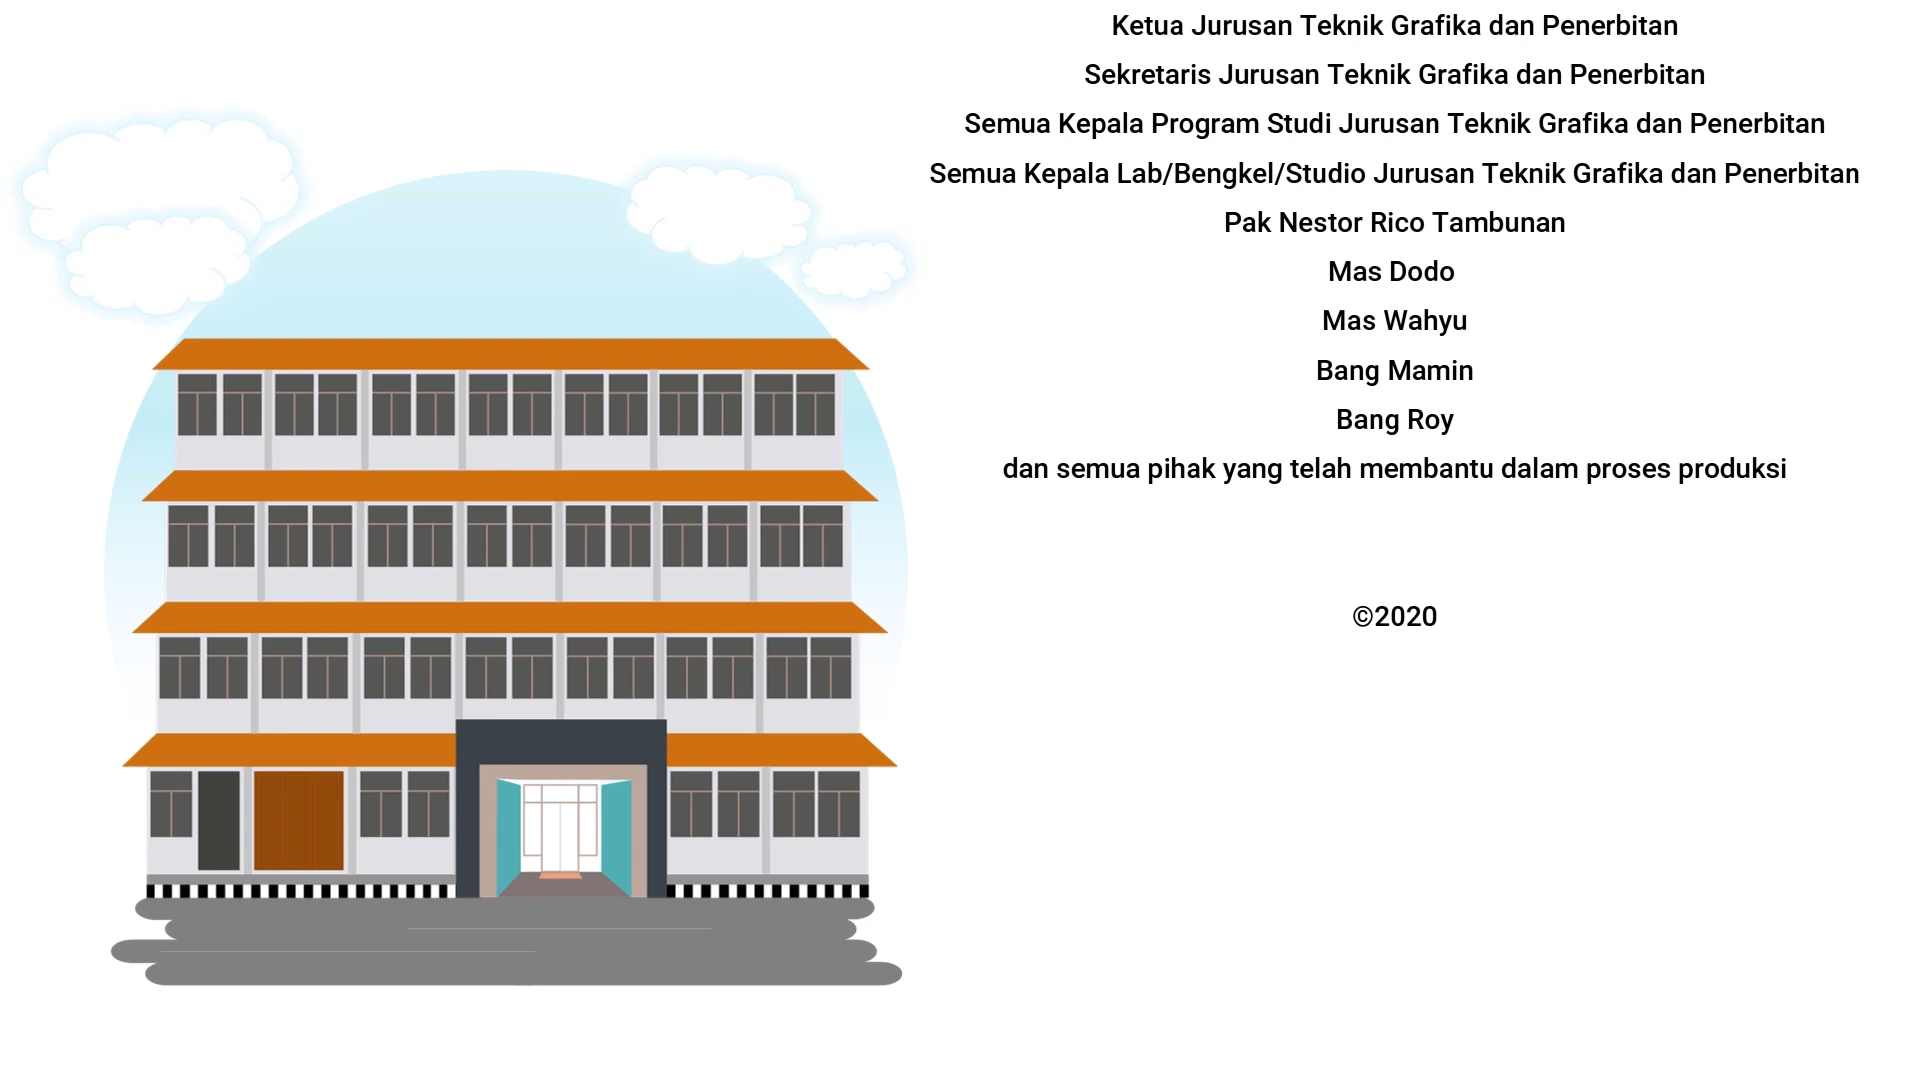 Ketua Jurusan Teknik Grafika dan Penerbitan
Sekretaris Jurusan Teknik Grafika dan Penerbitan
Semua Kepala Program Studi Jurusan Teknik Grafika dan Penerbitan
Semua Kepala Lab/Bengkel/Studio Jurusan Teknik Grafika dan Penerbitan
Pak Nestor Rico Tambunan
Mas Dodo
Mas Wahyu
Bang Mamin
Bang Roy
dan semua pihak yang telah membantu dalam proses produksi
©2020